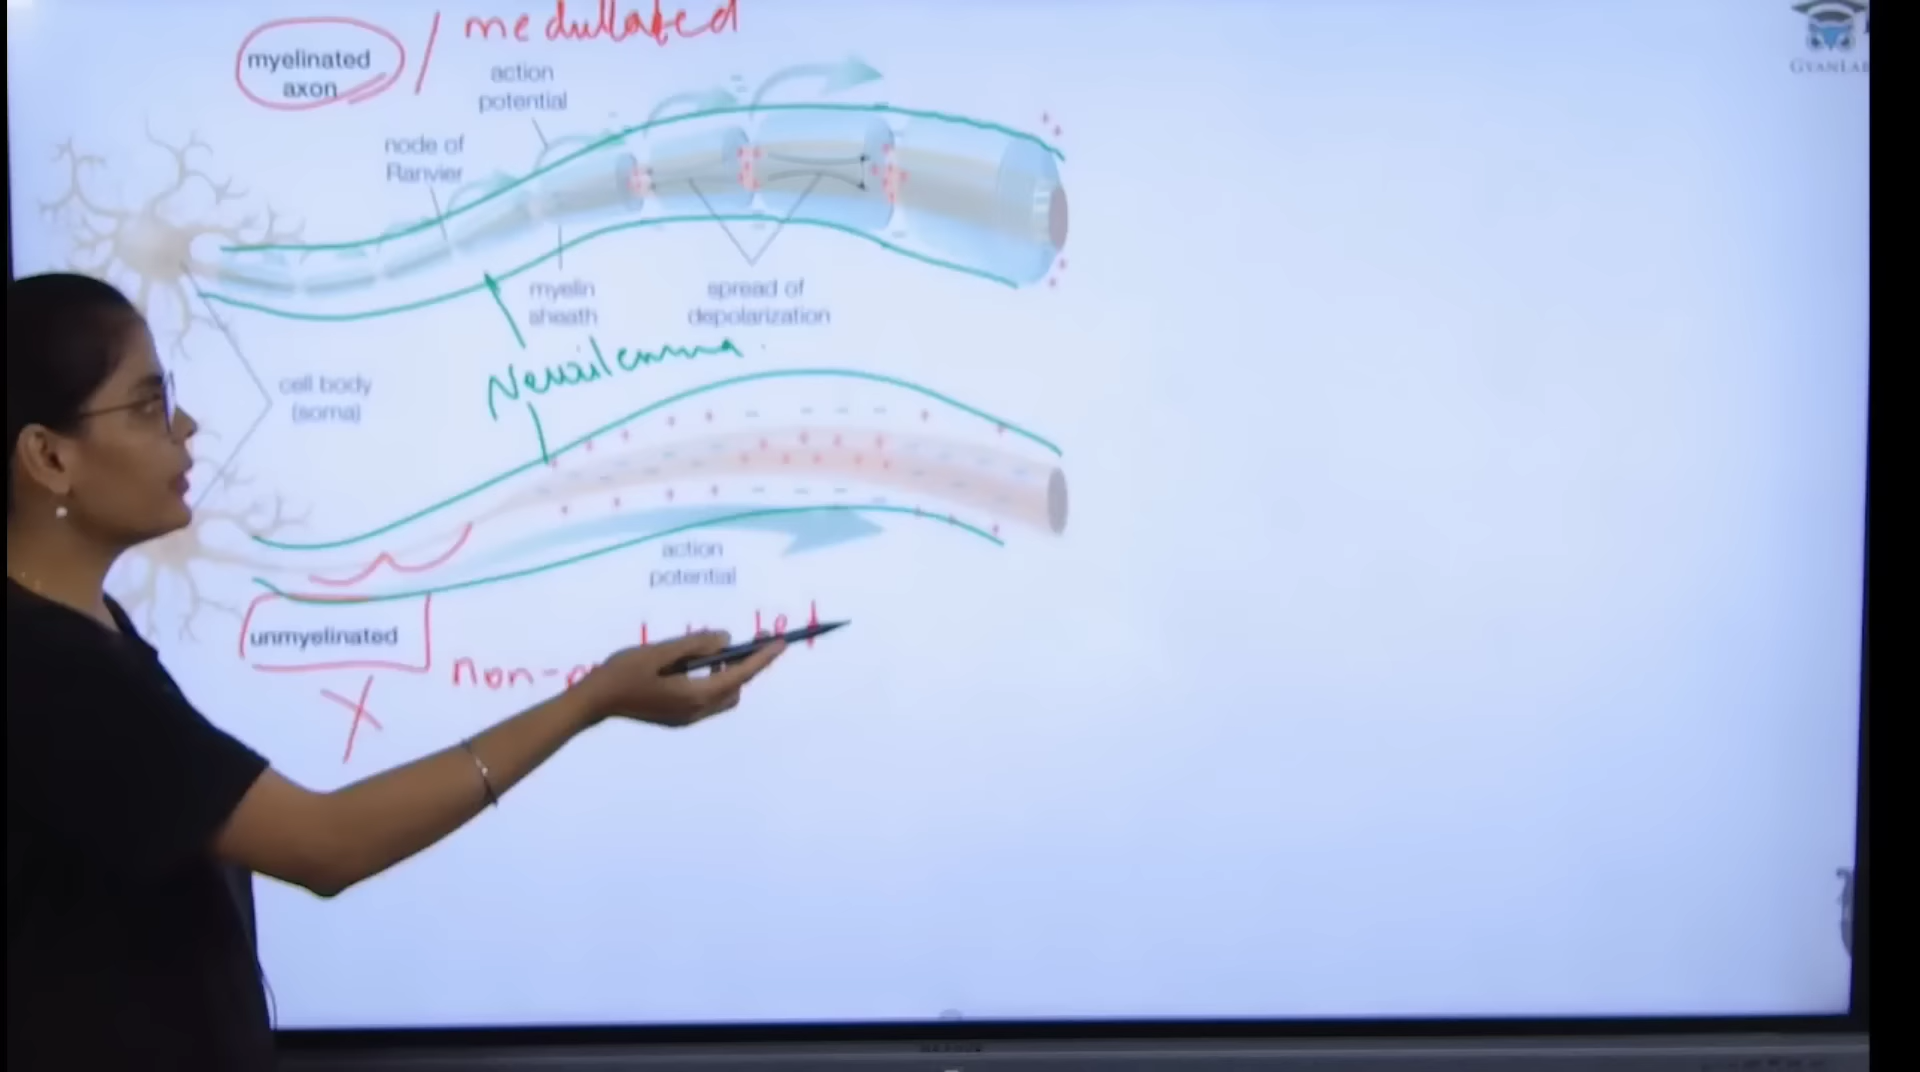 medullated
myelinated
axon
action
potential
node of
Ranvier
myelin
sheath
spread of
depolarization
Neurilemma
cell body
(soma)
action
potential
unmyelinated
non-